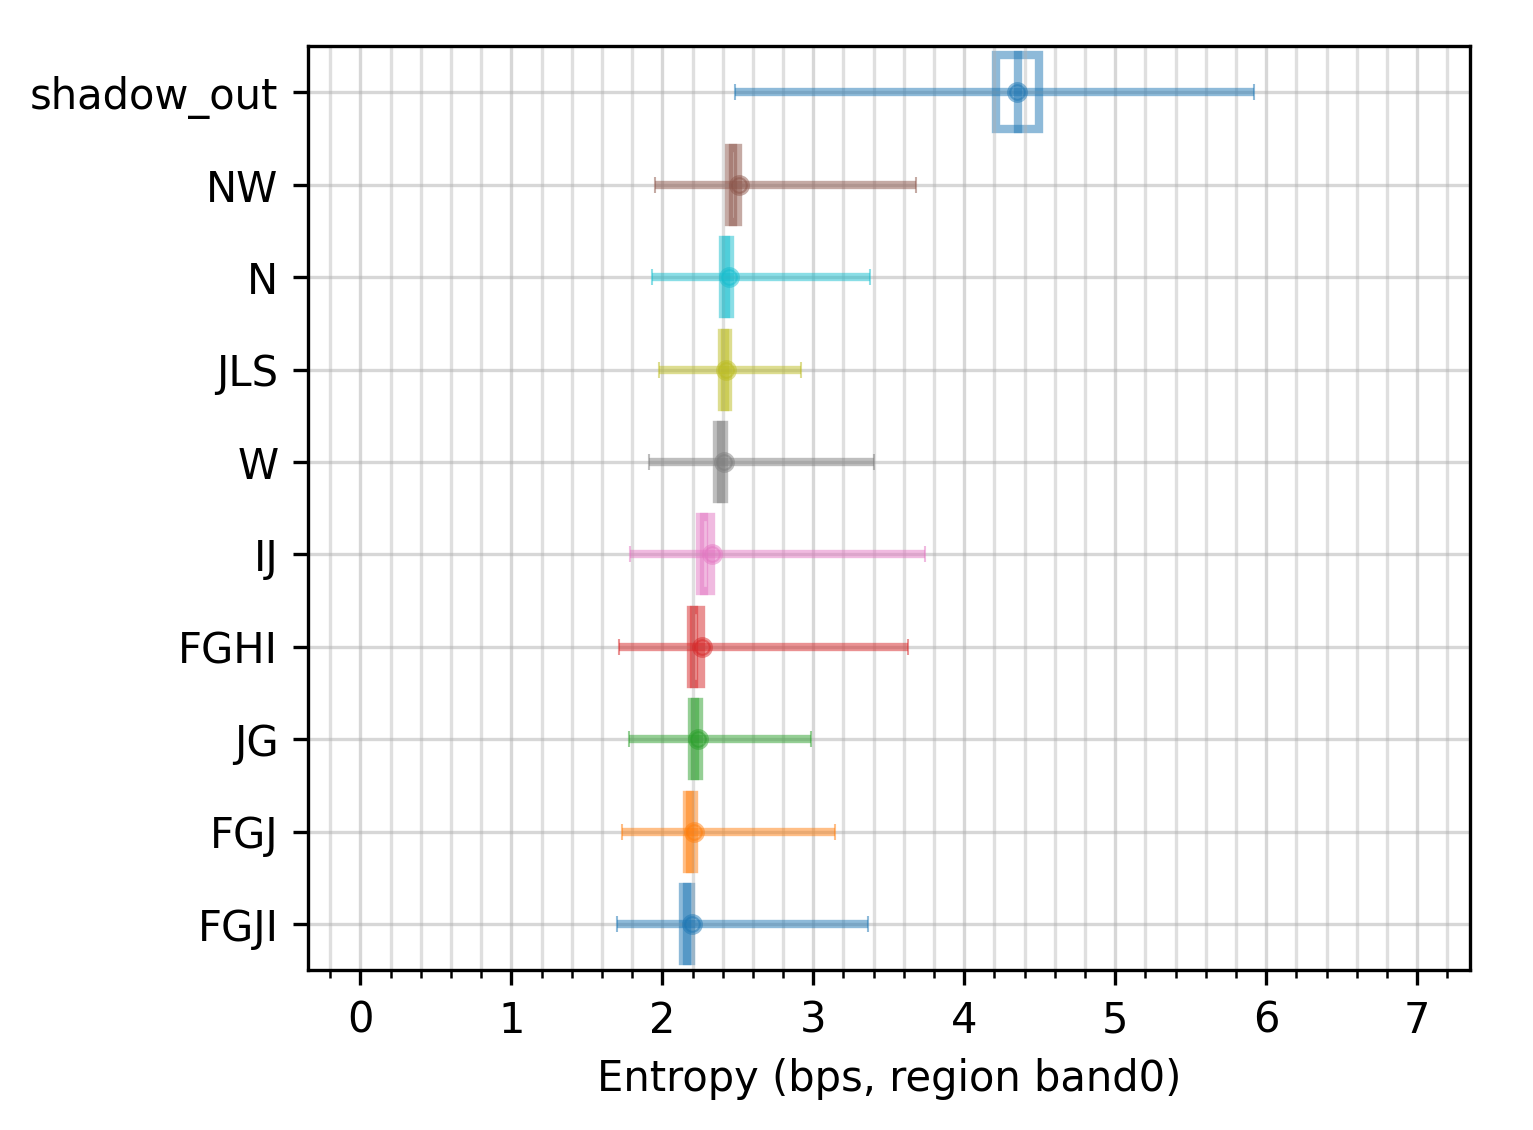 shadow_out
NW
N
JLS
W
IJ
FGHI
JG
FGJ
FGJI
0 1 2 3 4 5 6 7
Entropy (bps, region band0)